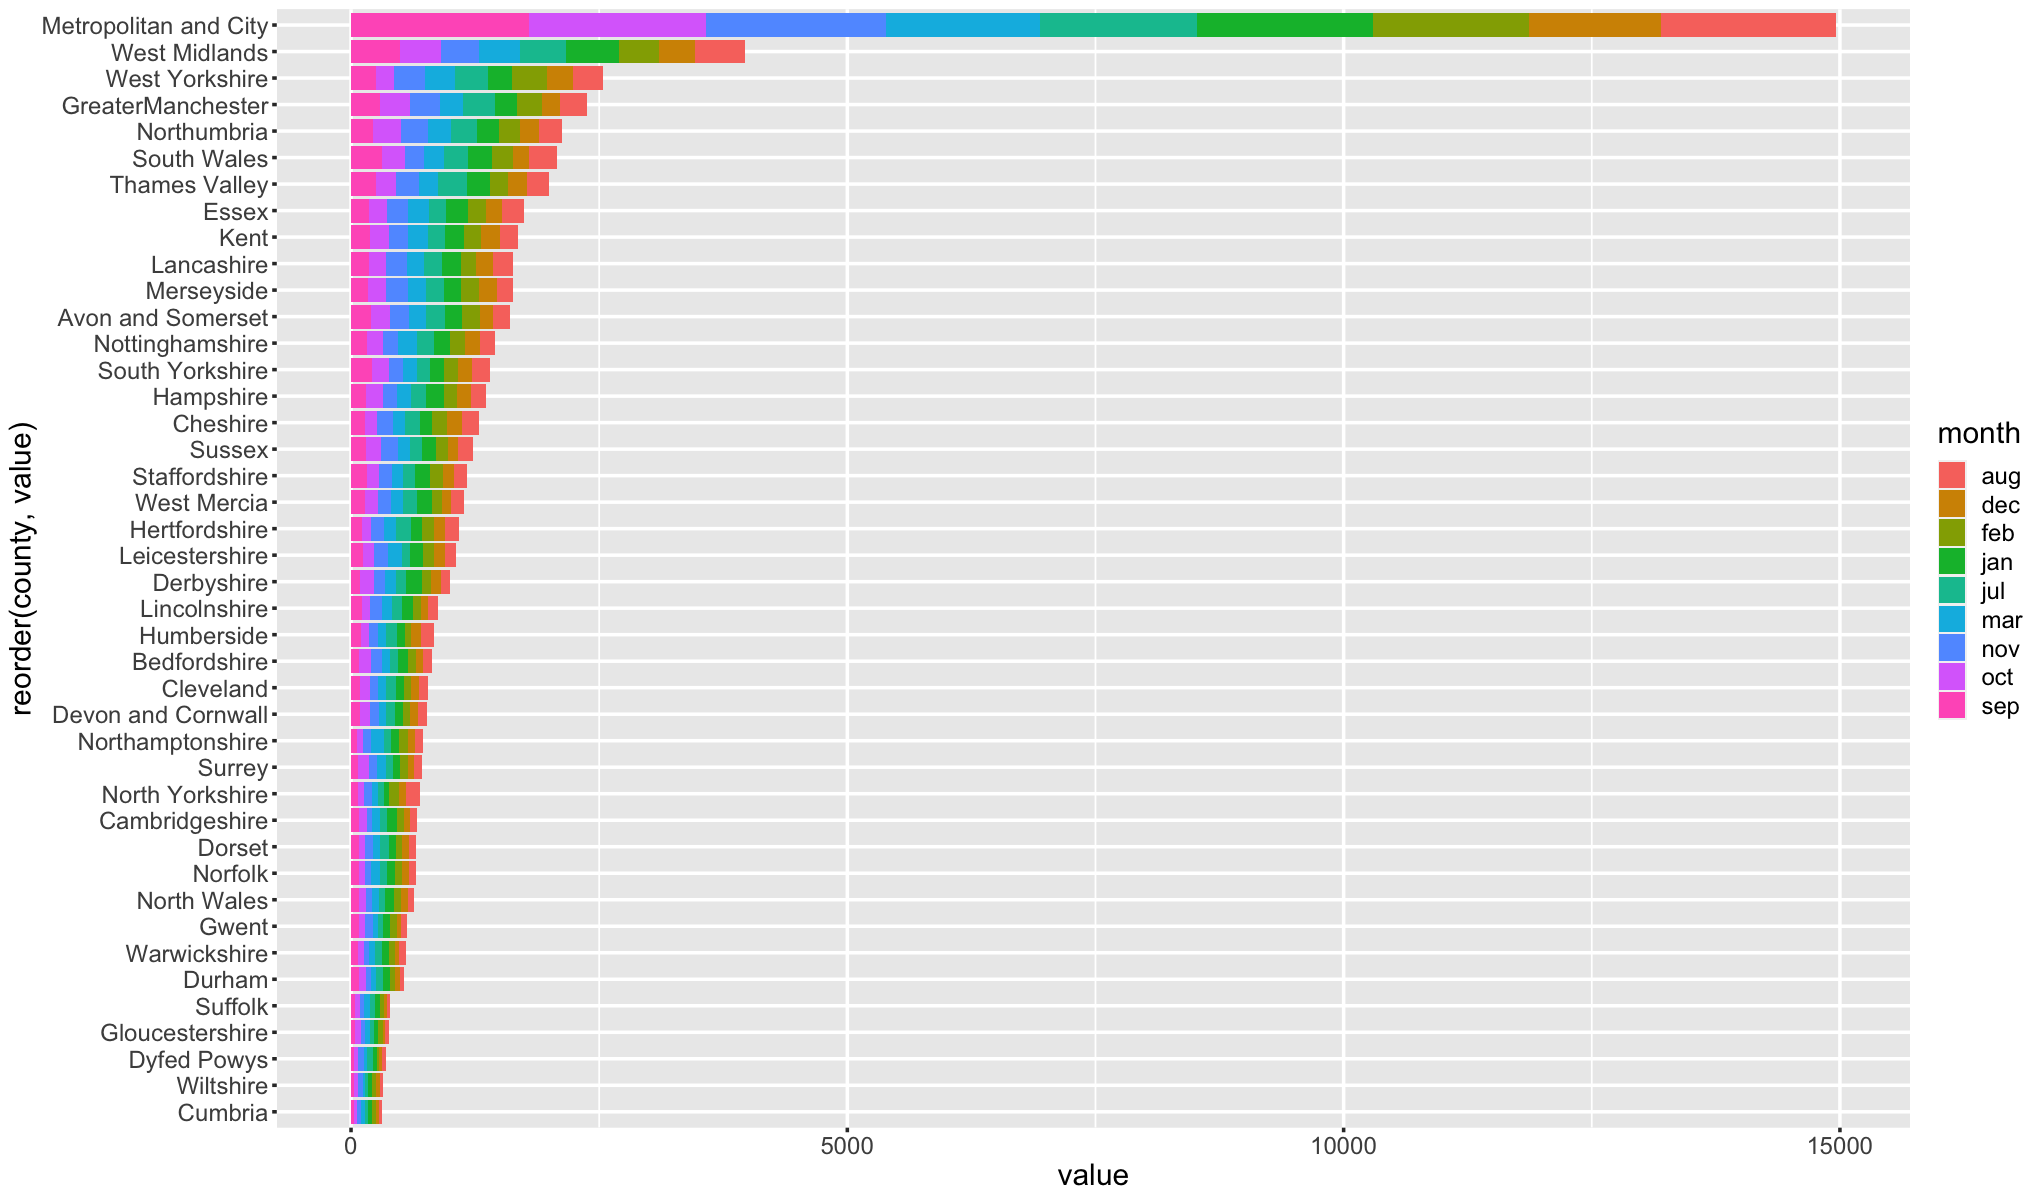 reorder(county, value)
Metropolitan and City
West Midlands
West Yorkshire
GreaterManchester
Northumbria
South Wales
Thames Valley
Essex
Kent
Lancashire
Merseyside
Avon and Somerset
Nottinghamshire
South Yorkshire
Hampshire
Cheshire
Sussex
Staffordshire
West Mercia
Hertfordshire
Leicestershire
Derbyshire
Lincolnshire
Humberside
Bedfordshire
Cleveland
Devon and Cornwall
Northamptonshire
Surrey
North Yorkshire
Cambridgeshire
Dorset
Norfolk
North Wales
Gwent
Warwickshire
Durham
Suffolk
Gloucestershire
Dyfed Powys
Wiltshire
Cumbria
0 5000 10000 15000
value
month
aug
dec
feb
jan
jul
mar
nov
oct
sep